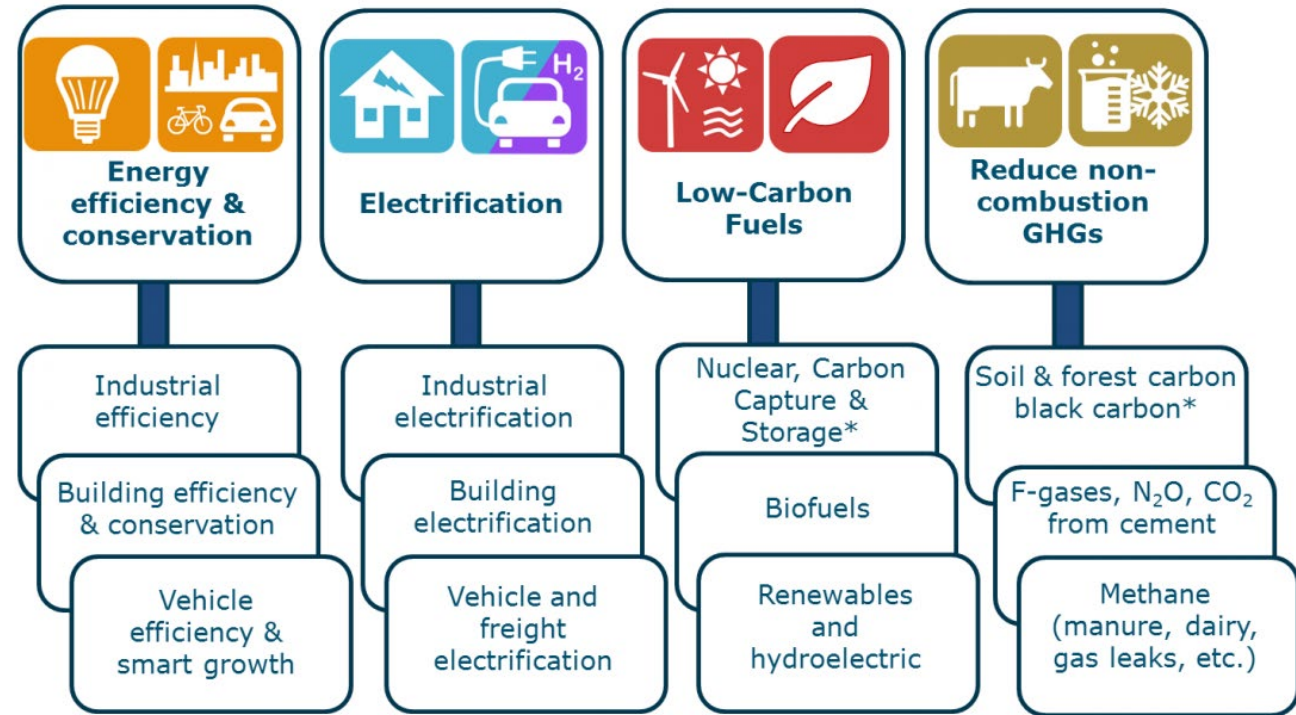 H₂
Energy
efficiency &
conservation
Electrification
Low-Carbon
Fuels
Reduce non-
combustion
GHGs
Industrial
efficiency
Building efficiency
& conservation
Vehicle
efficiency &
smart growth
Industrial
electrification
Building
electrification
Vehicle and
freight
electrification
Nuclear, Carbon
Capture &
Storage*
Biofuels
Renewables
and
hydroelectric
Soil & forest carbon
black carbon*
F-gases, N₂O, CO₂
from cement
Methane
(manure, dairy,
gas leaks, etc.)